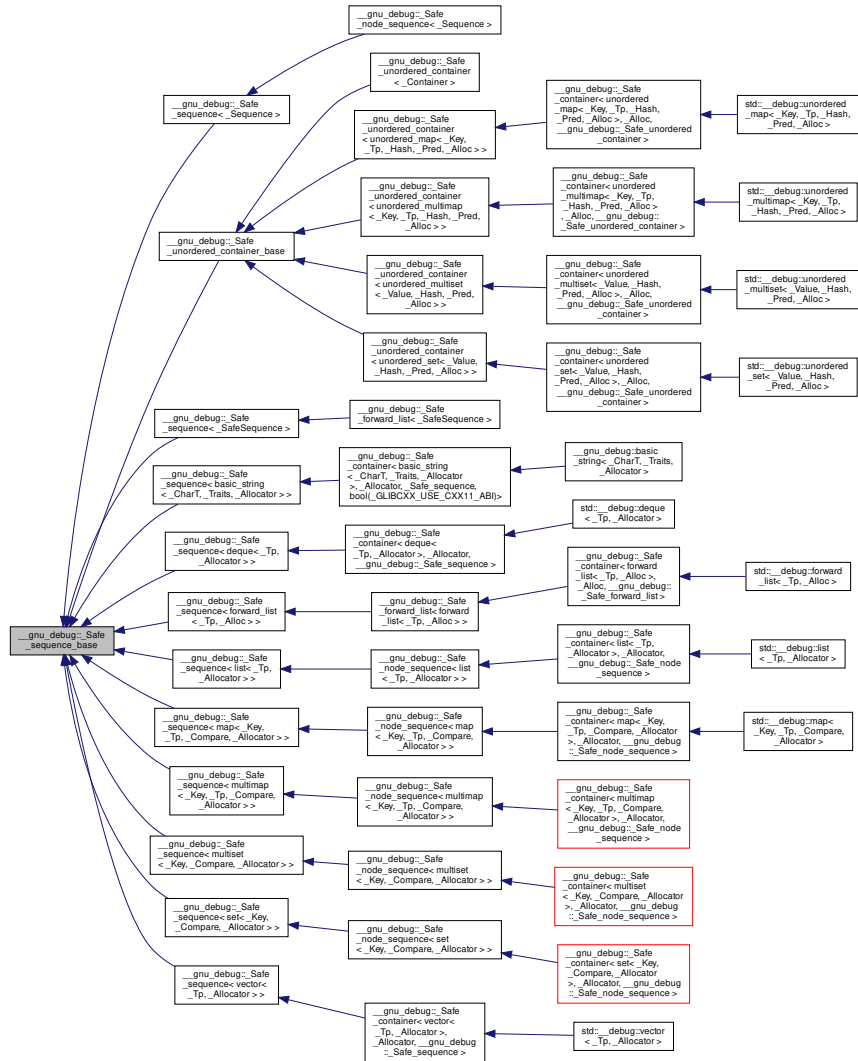 __gnu_debug::_Safe
_node_sequence< _Sequence >
__gnu_debug::_Safe
_unordered_container
< _Container >
__gnu_debug::_Safe
_sequence< _Sequence >
__gnu_debug::_Safe
_unordered_container
< unordered_map< _Key,
_Tp, _Hash, _Pred, _Alloc > >
__gnu_debug::_Safe
_container< unordered
_map< _Key, _Tp, _Hash,
_Pred, _Alloc >, _Alloc,
__gnu_debug::_Safe_unordered
_container >
std::__debug::unordered
_map< _Key, _Tp, _Hash,
_Pred, _Alloc >
__gnu_debug::_Safe
_unordered_container
< unordered_multimap
< _Key, _Tp, _Hash, _Pred,
_Alloc > >
__gnu_debug::_Safe
_container< unordered
_multimap< _Key, _Tp,
_Hash, _Pred, _Alloc >
, _Alloc, __gnu_debug::
_Safe_unordered_container >
std::__debug::unordered
_multimap< _Key, _Tp,
_Hash, _Pred, _Alloc >
__gnu_debug::_Safe
_unordered_container_base
__gnu_debug::_Safe
_unordered_container
< unordered_multiset
< _Value, _Hash, _Pred,
_Alloc > >
__gnu_debug::_Safe
_container< unordered
_multiset< _Value, _Hash,
_Pred, _Alloc >, _Alloc,
__gnu_debug::_Safe_unordered
_container >
std::__debug::unordered
_multiset< _Value, _Hash,
_Pred, _Alloc >
__gnu_debug::_Safe
_unordered_container
< unordered_set< _Value,
_Hash, _Pred, _Alloc > >
__gnu_debug::_Safe
_container< unordered
_set< _Value, _Hash,
_Pred, _Alloc >, _Alloc,
__gnu_debug::_Safe_unordered
_container >
std::__debug::unordered
_set< _Value, _Hash,
_Pred, _Alloc >
__gnu_debug::_Safe
_sequence< _SafeSequence >
__gnu_debug::_Safe
_forward_list< _SafeSequence >
__gnu_debug::_Safe
_sequence< basic_string
< _CharT, _Traits, _Allocator > >
__gnu_debug::_Safe
_container< basic_string
< _CharT, _Traits, _Allocator
>, _Allocator, _Safe_sequence,
bool(_GLIBCXX_USE_CXX11_ABI)>
__gnu_debug::basic
_string< _CharT, _Traits,
_Allocator >
__gnu_debug::_Safe
_sequence< deque< _Tp,
_Allocator > >
__gnu_debug::_Safe
_container< deque<
_Tp, _Allocator >, _Allocator,
__gnu_debug::_Safe_sequence >
std::__debug::deque
< _Tp, _Allocator >
__gnu_debug::_Safe
_sequence< forward_list
< _Tp, _Alloc > >
__gnu_debug::_Safe
_forward_list< forward
_list< _Tp, _Alloc > >
__gnu_debug::_Safe
_container< forward
_list< _Tp, _Alloc >,
_Alloc, __gnu_debug::
_Safe_forward_list >
std::__debug::forward
_list< _Tp, _Alloc >
__gnu_debug::_Safe
_sequence_base
__gnu_debug::_Safe
_sequence< list< _Tp,
_Allocator > >
__gnu_debug::_Safe
_node_sequence< list
< _Tp, _Allocator > >
__gnu_debug::_Safe
_container< list< _Tp,
_Allocator >, _Allocator,
__gnu_debug::_Safe_node
_sequence >
std::__debug::list
< _Tp, _Allocator >
__gnu_debug::_Safe
_sequence< map< _Key,
_Tp, _Compare, _Allocator > >
__gnu_debug::_Safe
_node_sequence< map
< _Key, _Tp, _Compare,
_Allocator > >
__gnu_debug::_Safe
_container< map< _Key,
_Tp, _Compare, _Allocator
>, _Allocator, __gnu_debug
::_Safe_node_sequence >
std::__debug::map<
_Key, _Tp, _Compare,
_Allocator >
__gnu_debug::_Safe
_sequence< multimap
< _Key, _Tp, _Compare,
_Allocator > >
__gnu_debug::_Safe
_node_sequence< multimap
< _Key, _Tp, _Compare,
_Allocator > >
__gnu_debug::_Safe
_container< multimap
< _Key, _Tp, _Compare,
_Allocator >, _Allocator,
__gnu_debug::_Safe_node
_sequence >
__gnu_debug::_Safe
_sequence< multiset
< _Key, _Compare, _Allocator > >
__gnu_debug::_Safe
_node_sequence< multiset
< _Key, _Compare, _Allocator > >
__gnu_debug::_Safe
_container< multiset
< _Key, _Compare, _Allocator
>, _Allocator, __gnu_debug
::_Safe_node_sequence >
__gnu_debug::_Safe
_sequence< set< _Key,
_Compare, _Allocator > >
__gnu_debug::_Safe
_node_sequence< set
< _Key, _Compare, _Allocator > >
__gnu_debug::_Safe
_container< set< _Key,
_Compare, _Allocator
>, _Allocator, __gnu_debug
::_Safe_node_sequence >
__gnu_debug::_Safe
_sequence< vector<
_Tp, _Allocator > >
__gnu_debug::_Safe
_container< vector<
_Tp, _Allocator >,
_Allocator, __gnu_debug
::_Safe_sequence >
std::__debug::vector
< _Tp, _Allocator >